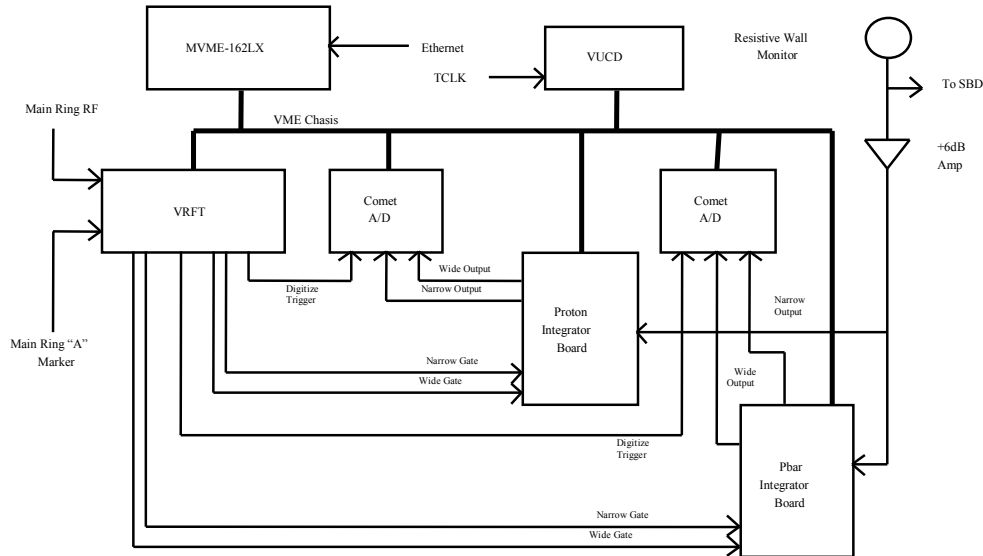 MVME-162LX
Ethernet
TCLK
VUCD
Resistive Wall
Monitor
To SBD
Main Ring RF
VME Chasis
+6dB
Amp
VRFT
Comet
A/D
Comet
A/D
Wide Output
Narrow Output
Digitize
Trigger
Proton
Integrator
Board
Narrow
Output
Main Ring “A”
Marker
Narrow Gate
Wide Gate
Wide
Output
Digitize
Trigger
Pbar
Integrator
Board
Narrow Gate
Wide Gate